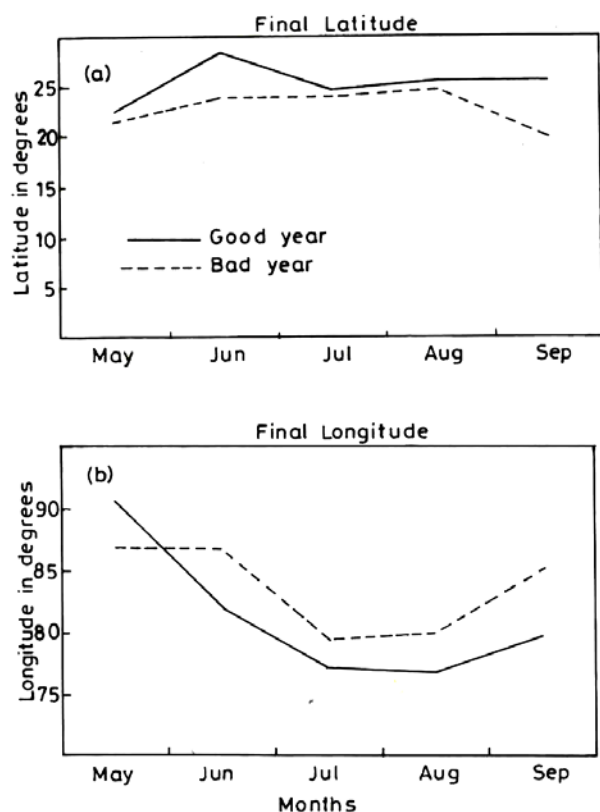 Final Latitude
(a)
25
20
15
10
5
Latitude in degrees
Good year
Bad year
May Jun Jul Aug Sep
Final Longitude
(b)
90
85
80
75
Longitude in degrees
May Jun Jul Aug Sep
Months